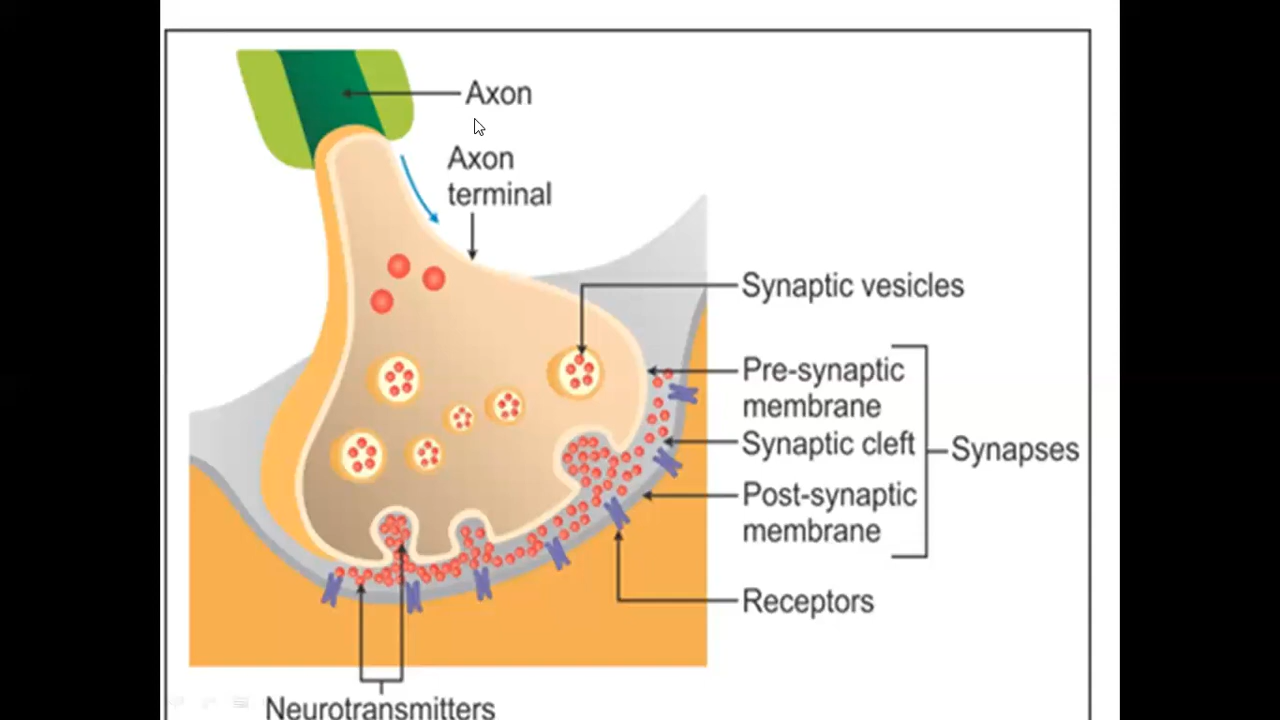 Axon
Axon
terminal
Synaptic vesicles
Pre-synaptic
membrane
Synaptic cleft
Synapses
Post-synaptic
membrane
Receptors
Neurotransmitters